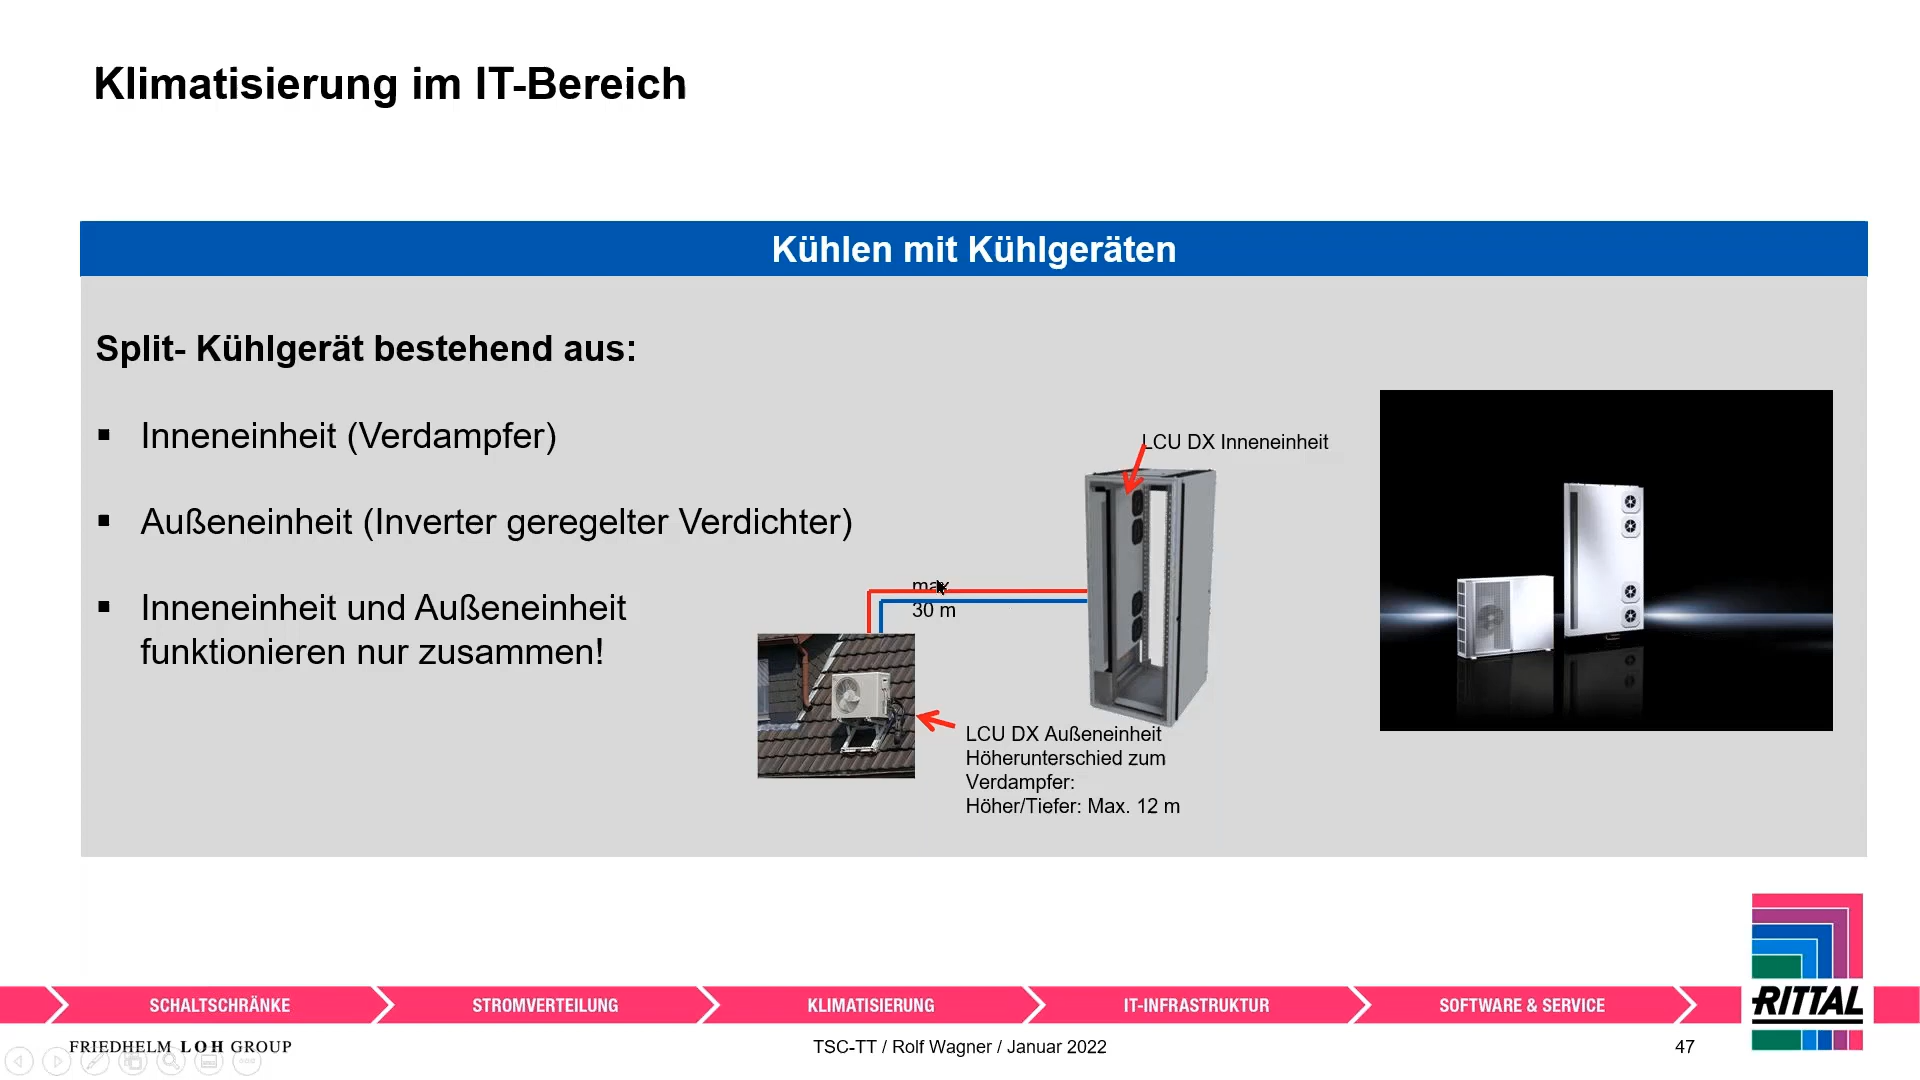 Klimatisierung im IT-Bereich
Kühlen mit Kühlgeräten
Split- Kühlgerät bestehend aus:
▪ Inneneinheit (Verdampfer)
▪ Außeneinheit (Inverter geregelter Verdichter)
▪ Inneneinheit und Außeneinheit
funktionieren nur zusammen!
LCU DX Inneneinheit
max
30 m
LCU DX Außeneinheit
Höherunterschied zum
Verdampfer:
Höher/Tiefer: Max. 12 m
SCHALTSCHRÄNKE
STROMVERTEILUNG
KLIMATISIERUNG
IT-INFRASTRUKTUR
SOFTWARE & SERVICE
RITTAL
FRIEDHELM LOH GROUP
TSC-TT / Rolf Wagner / Januar 2022
47